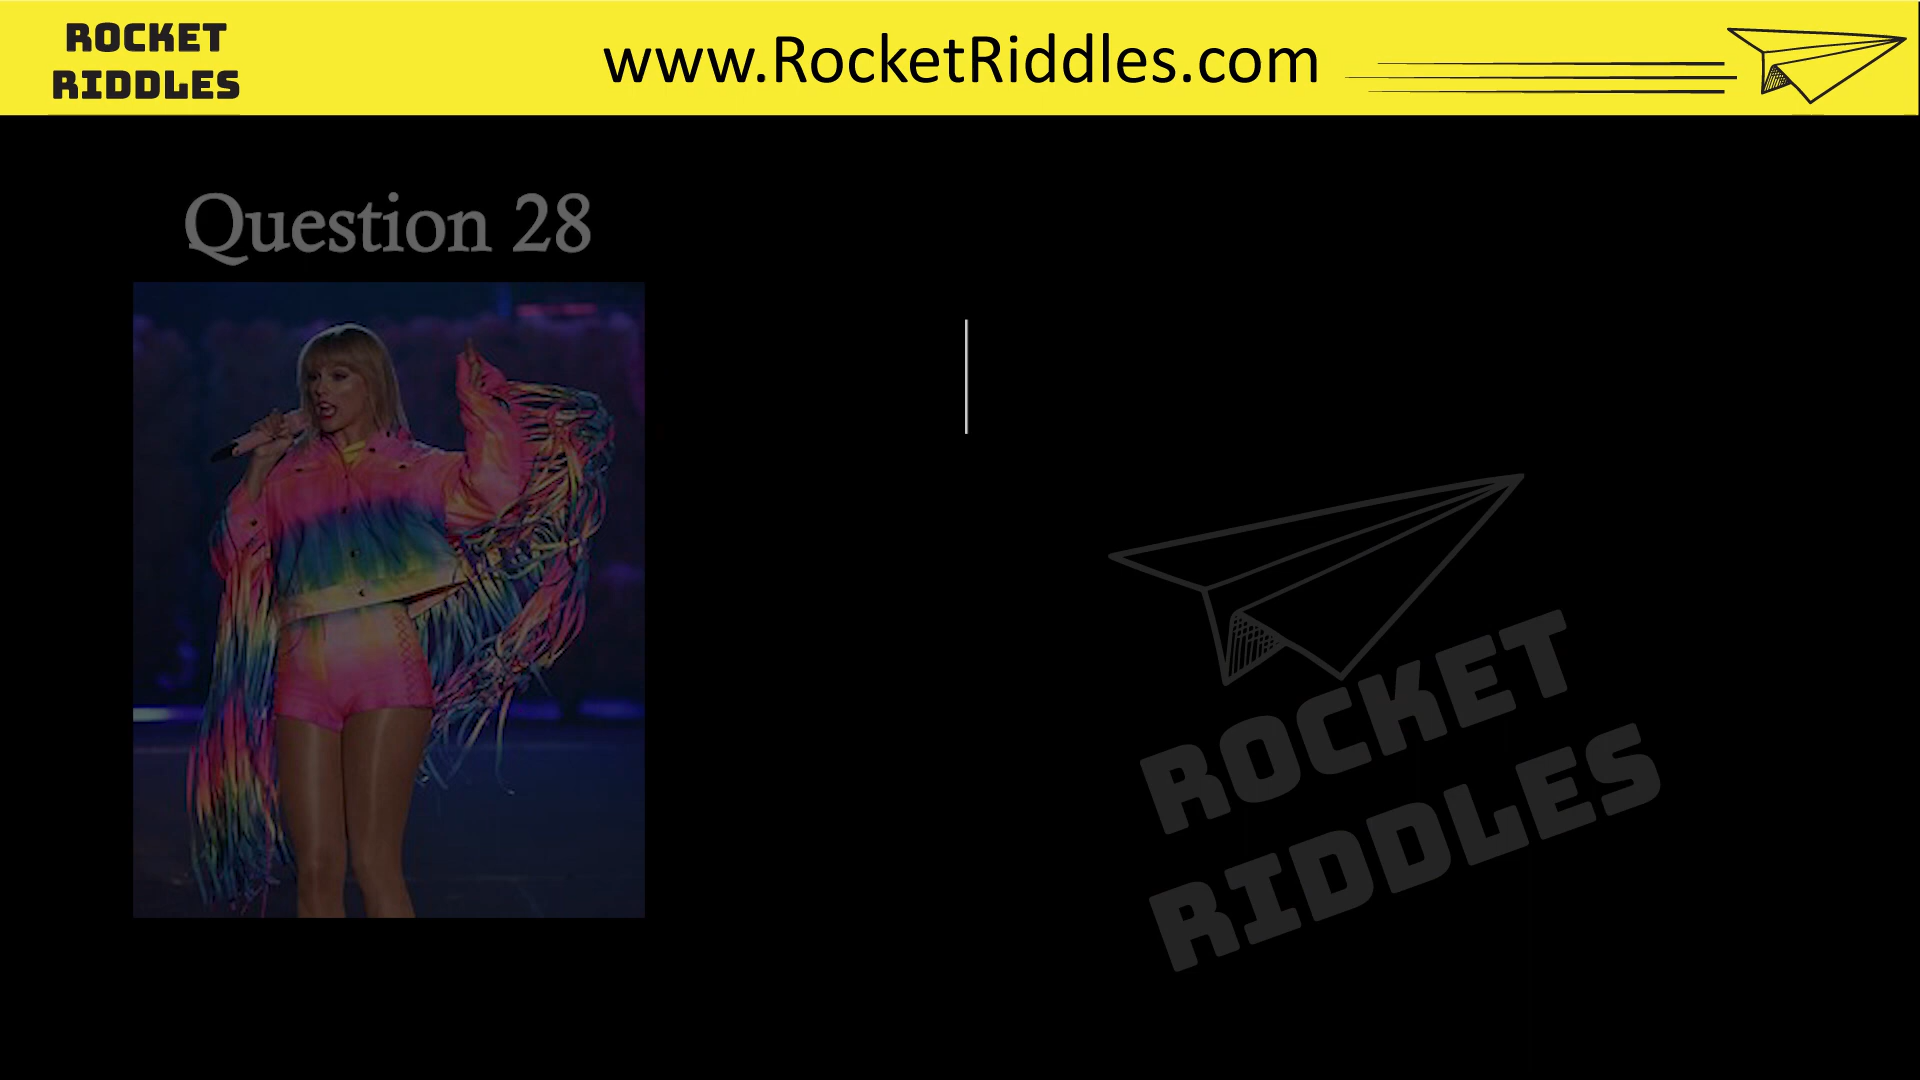 ROCKET
RIDDLES
www.RocketRiddles.com
Question 28
ROCKET
RIDDLES